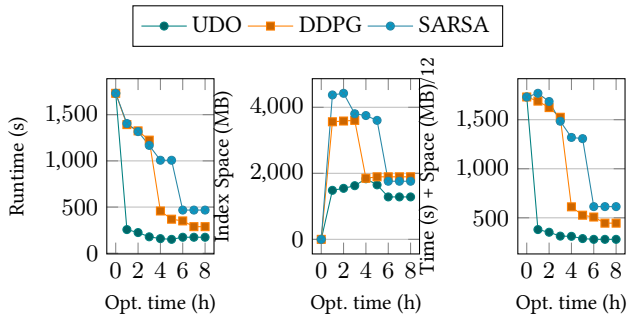 UDO DDPG SARSA
Runtime (s)
1,500
1,000
500
0
0 2 4 6 8
Opt. time (h)
Index Space (MB)
4,000
2,000
0
0 2 4 6 8
Opt. time (h)
Time (s) + Space (MB)/12
1,500
1,000
500
0 2 4 6 8
Opt. time (h)